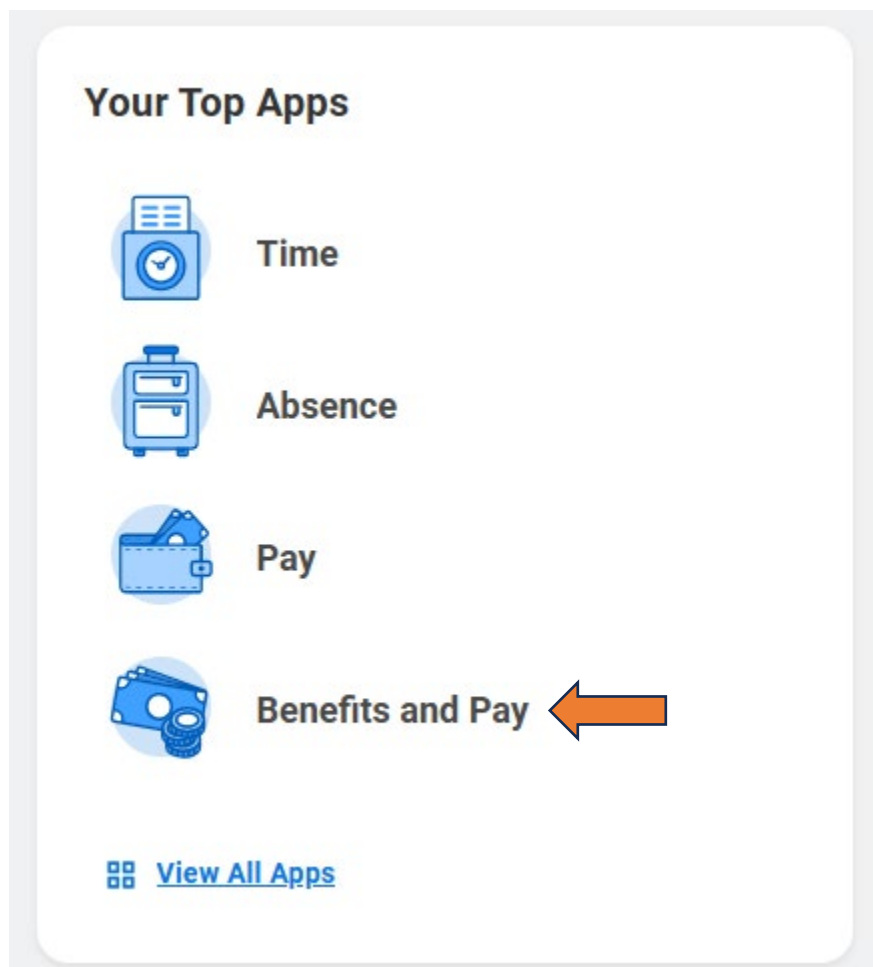 Your Top Apps
Time
Absence
Pay
Benefits and Pay
View All Apps